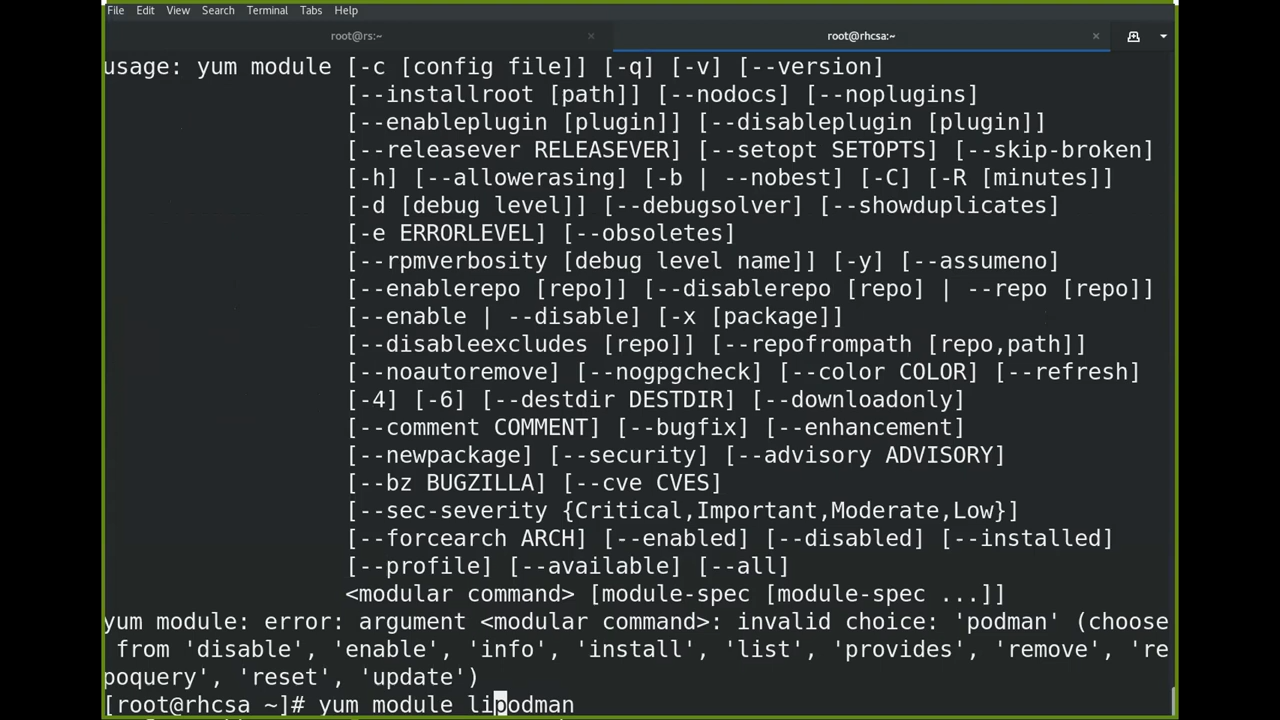 File Edit View Search Terminal Tabs Help
root@rs:~ × root@rhcsa:~ ×
usage: yum module [-c [config file]] [-q] [-v] [--version]
[--installroot [path]] [--nodocs] [--noplugins]
[--enableplugin [plugin]] [--disableplugin [plugin]]
[--releasever RELEASEVER] [--setopt SETOPTS] [--skip-broken]
[-h] [--allowerasing] [-b | --nobest] [-C] [-R [minutes]]
[-d [debug level]] [--debugsolver] [--showduplicates]
[-e ERRORLEVEL] [--obsoletes]
[--rpmverbosity [debug level name]] [-y] [--assumeno]
[--enablerepo [repo]] [--disablerepo [repo] | --repo [repo]]
[--enable | --disable] [-x [package]]
[--disableexcludes [repo]] [--repofrompath [repo,path]]
[--noautoremove] [--nogpgcheck] [--color COLOR] [--refresh]
[-4] [-6] [--destdir DESTDIR] [--downloadonly]
[--comment COMMENT] [--bugfix] [--enhancement]
[--newpackage] [--security] [--advisory ADVISORY]
[--bz BUGZILLA] [--cve CVES]
[--sec-severity {Critical,Important,Moderate,Low}]
[--forcearch ARCH] [--enabled] [--disabled] [--installed]
[--profile] [--available] [--all]
<modular command> [module-spec [module-spec ...]]
yum module: error: argument <modular command>: invalid choice: 'podman' (choose
from 'disable', 'enable', 'info', 'install', 'list', 'provides', 'remove', 're
poquery', 'reset', 'update')
[root@rhcsa ~]# yum module lipodman